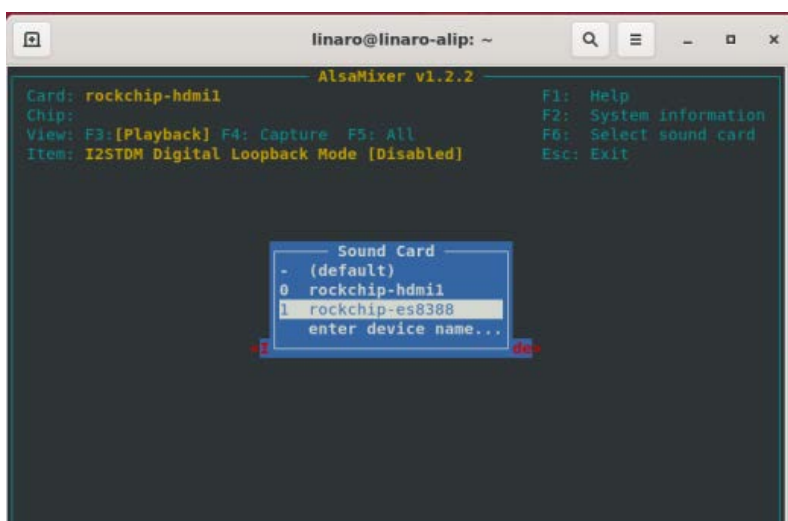 linaro@linaro-alip: ~
AlsaMixer v1.2.2
Card: rockchip-hdmi1 F1: Help
Chip: F2: System information
View: F3:[Playback] F4: Capture F5: All F6: Select sound card
Item: I2STDM Digital Loopback Mode [Disabled] Esc: Exit
Sound Card
- (default)
0 rockchip-hdmi1
1 rockchip-es8388
enter device name...